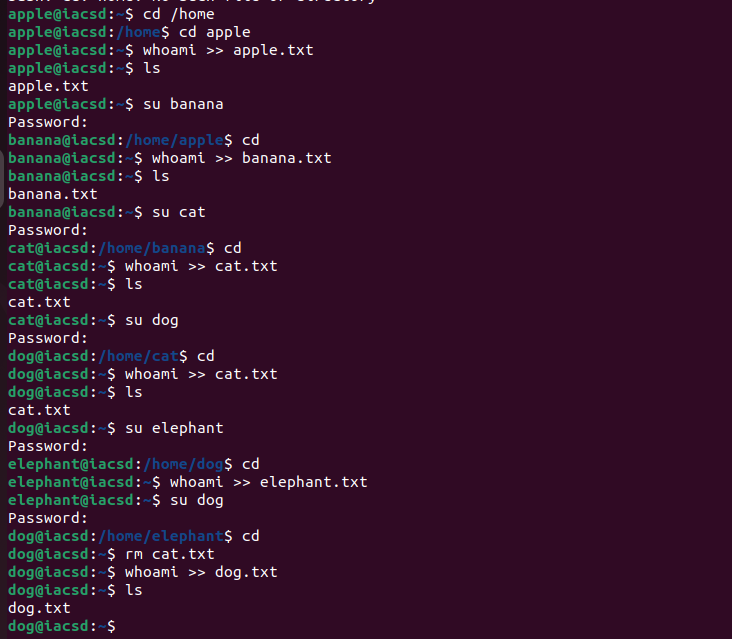 apple@iacsd:~$ cd /home
apple@iacsd:/home$ cd apple
apple@iacsd:~$ whoami >> apple.txt
apple@iacsd:~$ ls
apple.txt
apple@iacsd:~$ su banana
Password:
banana@iacsd:/home/apple$ cd
banana@iacsd:~$ whoami >> banana.txt
banana@iacsd:~$ ls
banana.txt
banana@iacsd:~$ su cat
Password:
cat@iacsd:/home/banana$ cd
cat@iacsd:~$ whoami >> cat.txt
cat@iacsd:~$ ls
cat.txt
cat@iacsd:~$ su dog
Password:
dog@iacsd:/home/cat$ cd
dog@iacsd:~$ whoami >> cat.txt
dog@iacsd:~$ ls
cat.txt
dog@iacsd:~$ su elephant
Password:
elephant@iacsd:/home/dog$ cd
elephant@iacsd:~$ whoami >> elephant.txt
elephant@iacsd:~$ su dog
Password:
dog@iacsd:/home/elephant$ cd
dog@iacsd:~$ rm cat.txt
dog@iacsd:~$ whoami >> dog.txt
dog@iacsd:~$ ls
dog.txt
dog@iacsd:~$